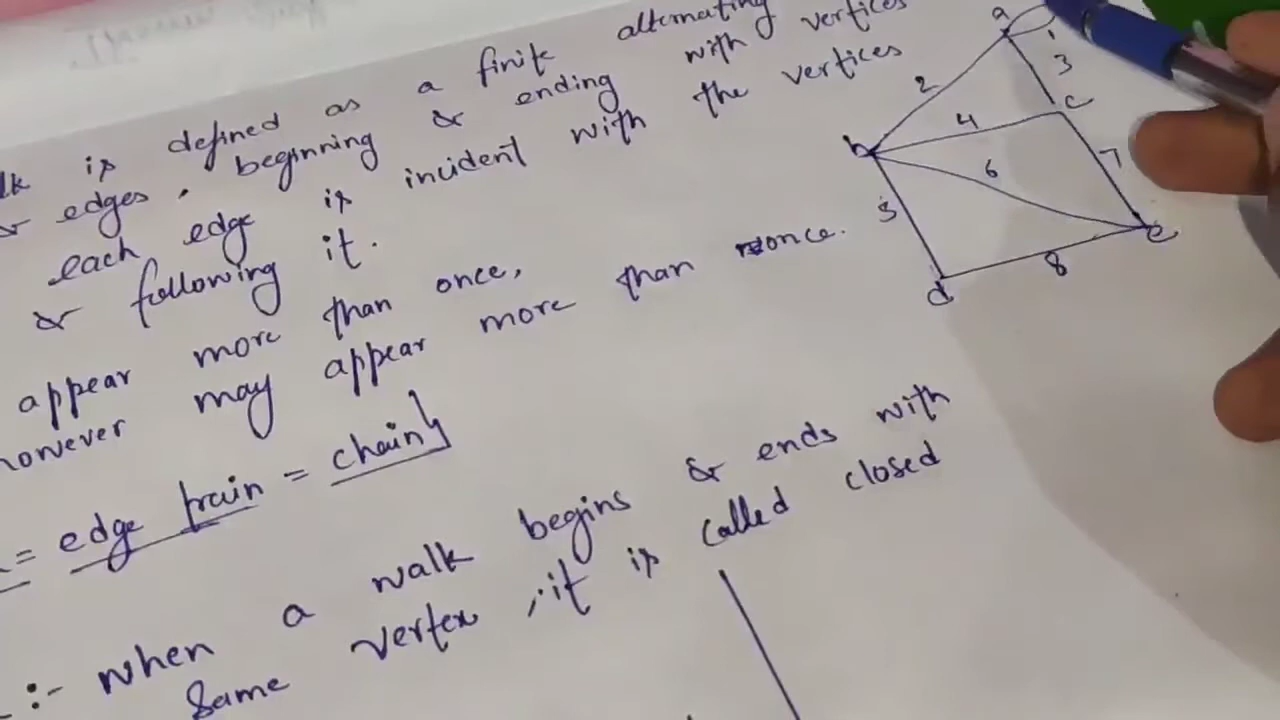 lk is defined as a finite alternating
& edges, beginning & ending with vertices
each edge is incident with the vertices
& following it.
appear more than once,
however may appear more than once.
= edge train = chain}
:- When a walk begins & ends with
same vertex, it is called closed
a
1
2
3
c
b
4
6
7
5
e
8
d